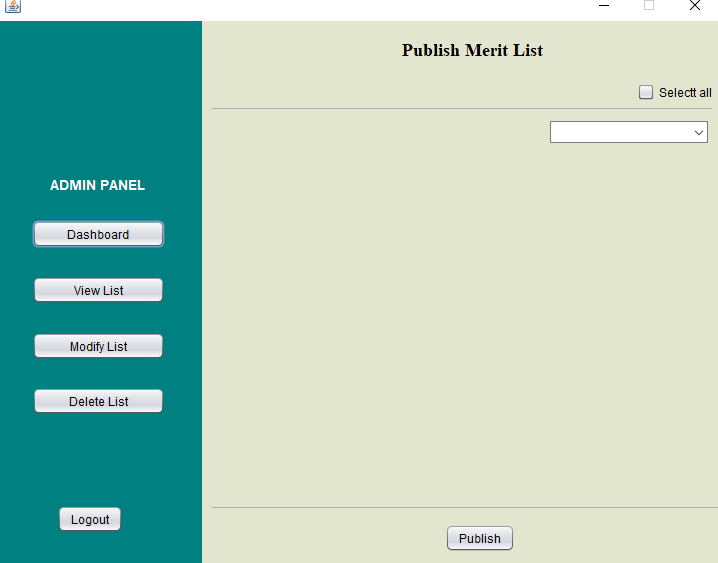 Publish Merit List
Selectt all
ADMIN PANEL
Dashboard
View List
Modify List
Delete List
Logout
Publish